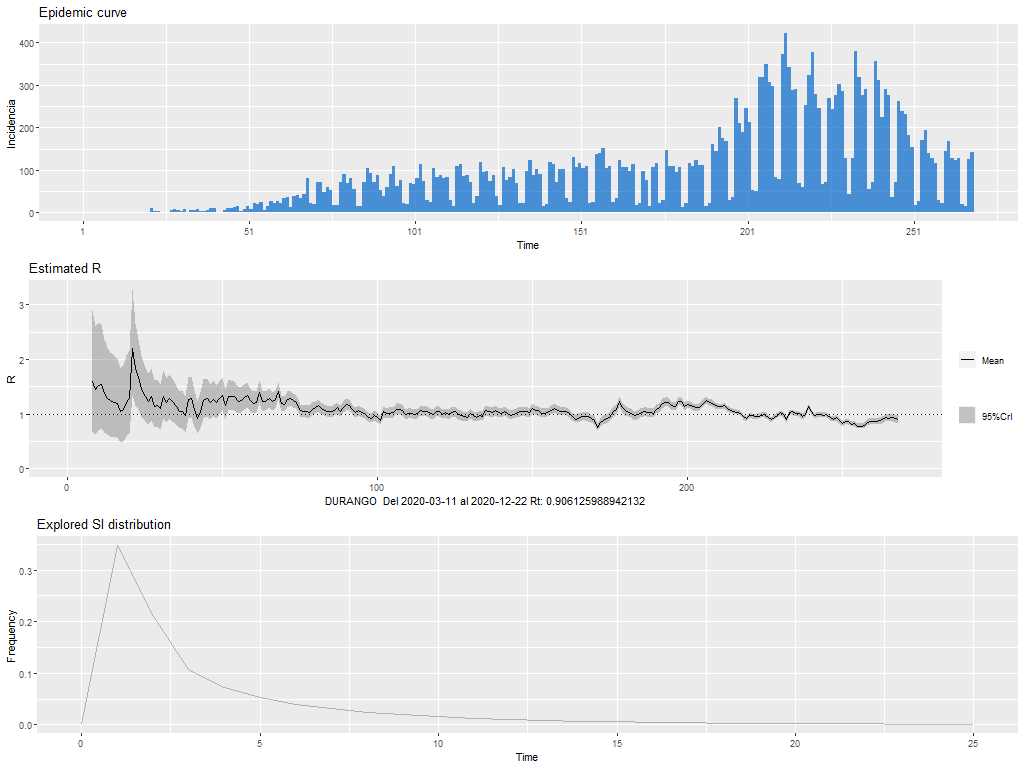 Epidemic curve
400
300
200
100
0
Incidencia
1
51
101
151
201
251
Time
Estimated R
3
2
1
0
R
0
100
200
Mean
95%CrI
DURANGO Del 2020-03-11 al 2020-12-22 Rt: 0.906125988942132
Explored SI distribution
0.3
0.2
0.1
0.0
Frequency
0
5
10
15
20
25
Time